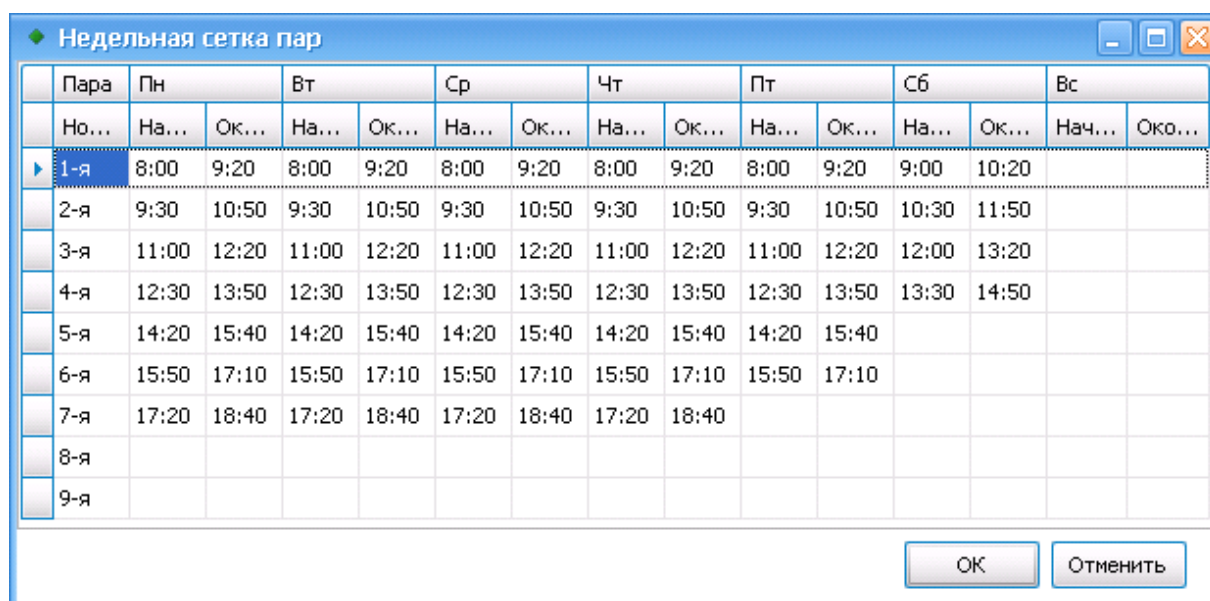 Недельная сетка пар
Пара Пн Вт Ср Чт Пт Сб Вс
Но... На... Ок... На... Ок... На... Ок... На... Ок... На... Ок... На... Ок... Нач... Око...
1-я 8:00 9:20 8:00 9:20 8:00 9:20 8:00 9:20 8:00 9:20 9:00 10:20
2-я 9:30 10:50 9:30 10:50 9:30 10:50 9:30 10:50 9:30 10:50 10:30 11:50
3-я 11:00 12:20 11:00 12:20 11:00 12:20 11:00 12:20 11:00 12:20 12:00 13:20
4-я 12:30 13:50 12:30 13:50 12:30 13:50 12:30 13:50 12:30 13:50 13:30 14:50
5-я 14:20 15:40 14:20 15:40 14:20 15:40 14:20 15:40 14:20 15:40
6-я 15:50 17:10 15:50 17:10 15:50 17:10 15:50 17:10 15:50 17:10
7-я 17:20 18:40 17:20 18:40 17:20 18:40 17:20 18:40
8-я
9-я
ОК Отменить